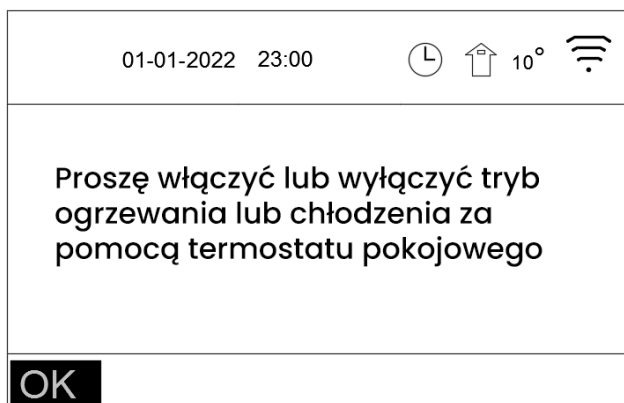 01-01-2022 23:00 10°
Proszę włączyć lub wyłączyć tryb
ogrzewania lub chłodzenia za
pomocą termostatu pokojowego
OK